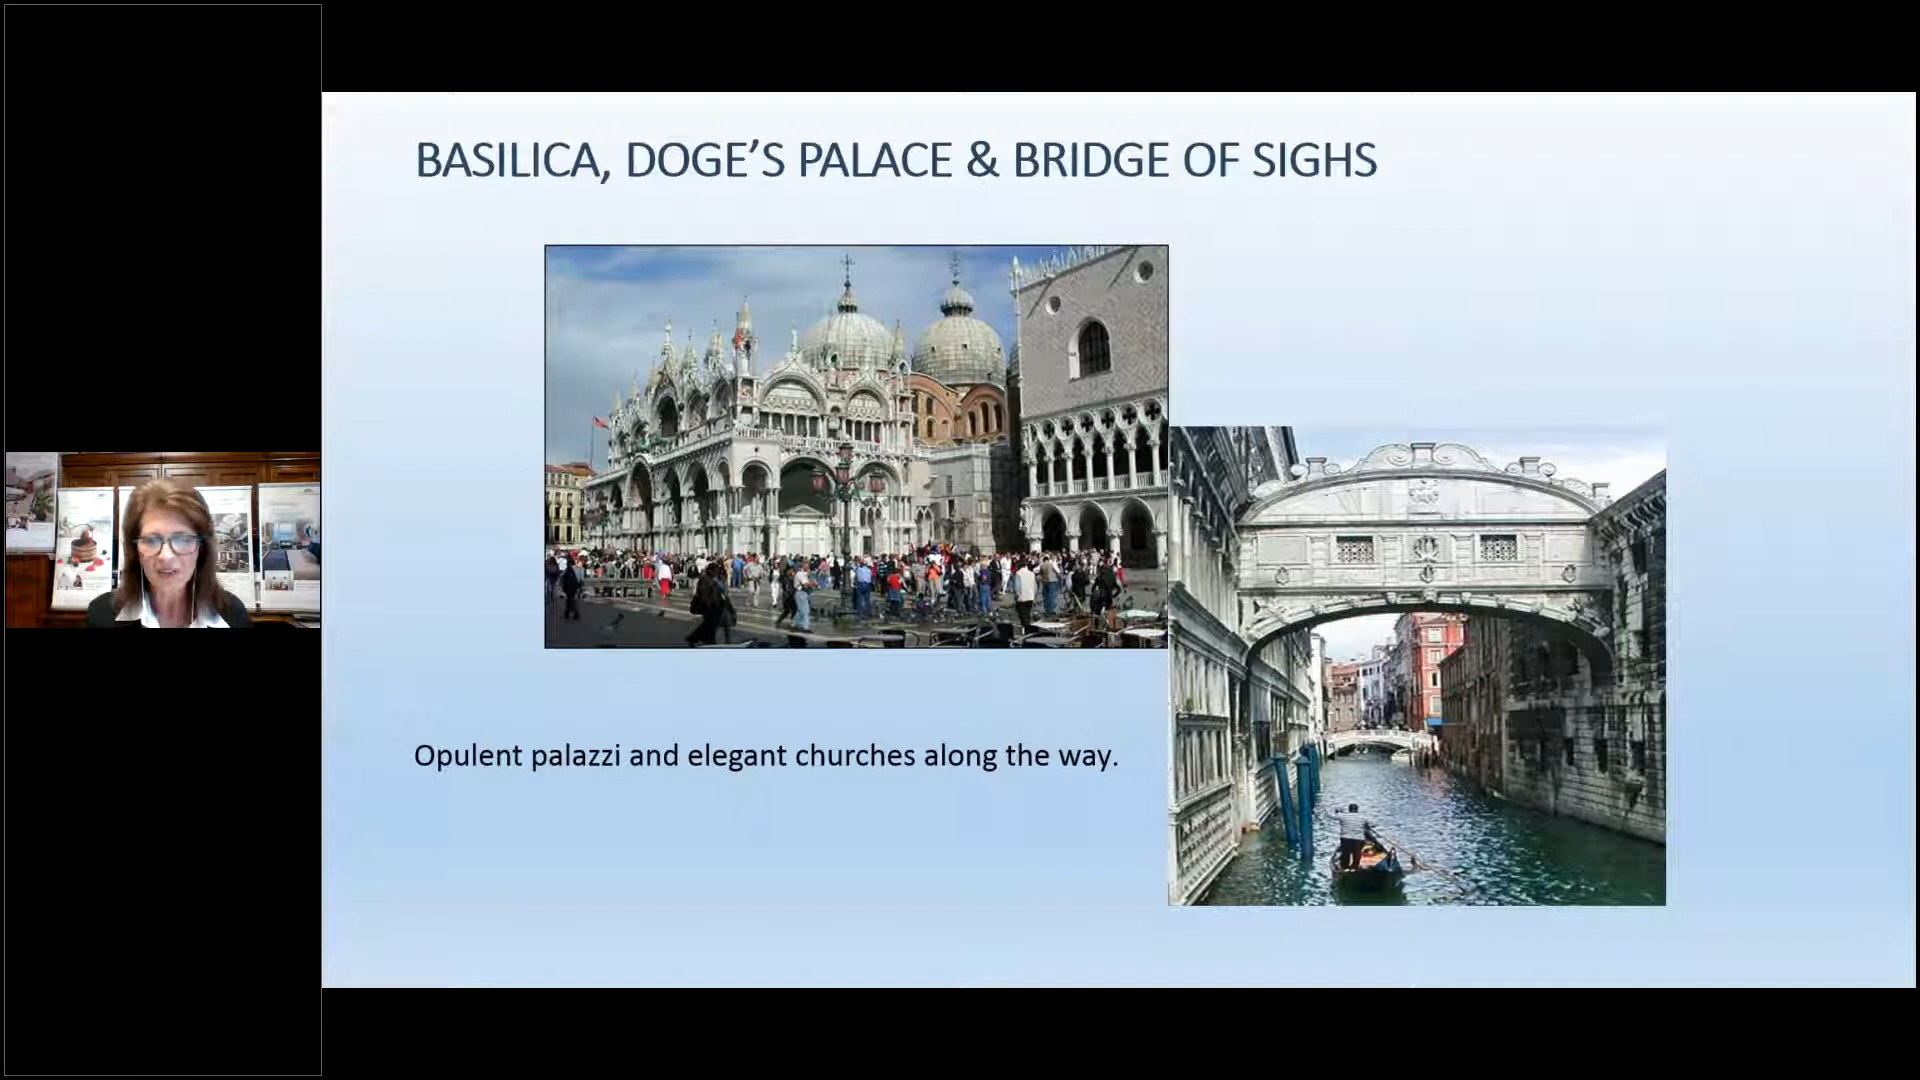 BASILICA, DOGE’S PALACE & BRIDGE OF SIGHS
Opulent palazzi and elegant churches along the way.